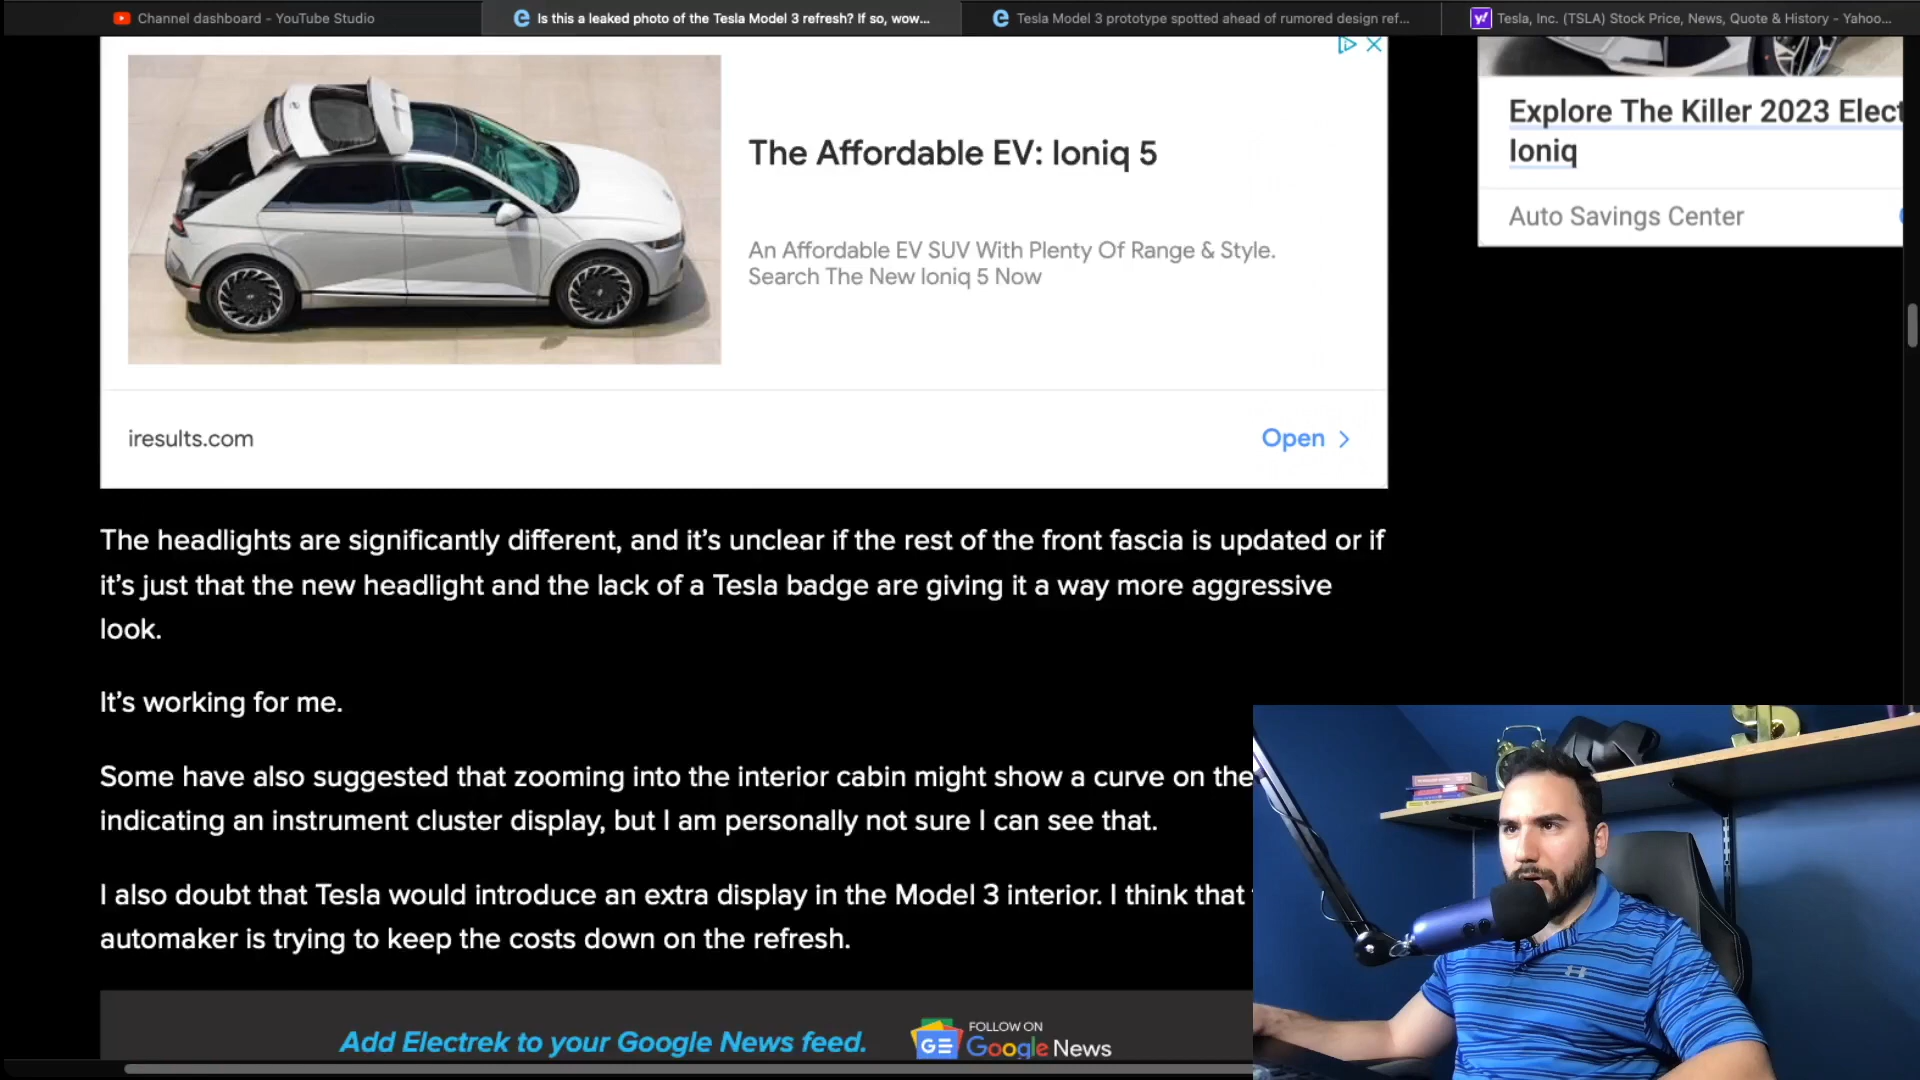 Channel dashboard - YouTube Studio
Is this a leaked photo of the Tesla Model 3 refresh? If so, wow...
Tesla Model 3 prototype spotted ahead of rumored design ref...
Tesla, Inc. (TSLA) Stock Price, News, Quote & History - Yahoo...
The Affordable EV: Ioniq 5
An Affordable EV SUV With Plenty Of Range & Style.
Search The New Ioniq 5 Now
iresults.com
Open
Explore The Killer 2023 Elect
Ioniq
Auto Savings Center
The headlights are significantly different, and it’s unclear if the rest of the front fascia is updated or if
it’s just that the new headlight and the lack of a Tesla badge are giving it a way more aggressive
look.
It’s working for me.
Some have also suggested that zooming into the interior cabin might show a curve on the
indicating an instrument cluster display, but I am personally not sure I can see that.
I also doubt that Tesla would introduce an extra display in the Model 3 interior. I think that
automaker is trying to keep the costs down on the refresh.
Add Electrek to your Google News feed.
GE
FOLLOW ON
Google News